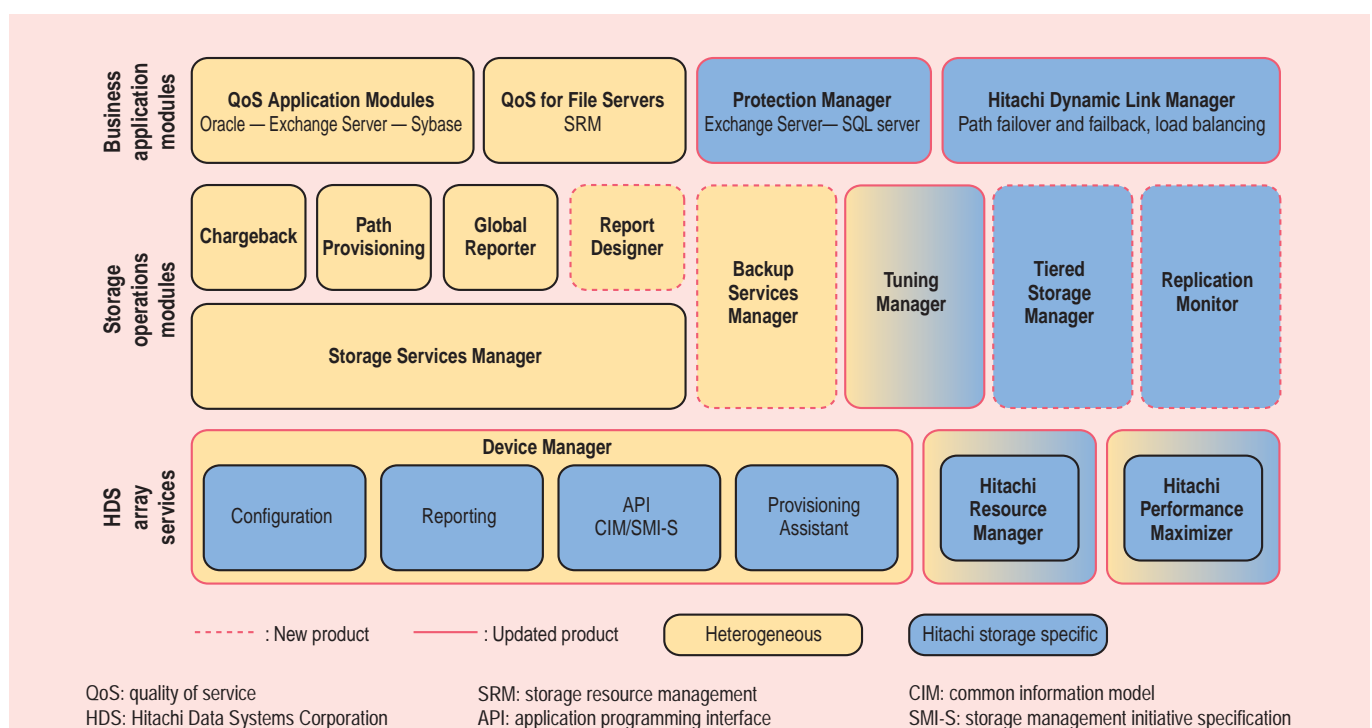 Business
application
modules
QoS Application Modules
Oracle — Exchange Server — Sybase
QoS for File Servers
SRM
Protection Manager
Exchange Server— SQL server
Hitachi Dynamic Link Manager
Path failover and failback, load balancing
Storage
operations
modules
Chargeback
Path
Provisioning
Global
Reporter
Report
Designer
Storage Services Manager
Backup
Services
Manager
Tuning
Manager
Tiered
Storage
Manager
Replication
Monitor
HDS
array
services
Device Manager
Configuration
Reporting
API
CIM/SMI-S
Provisioning
Assistant
Hitachi
Resource
Manager
Hitachi
Performance
Maximizer
: New product
: Updated product
Heterogeneous
Hitachi storage specific
QoS: quality of service
SRM: storage resource management
CIM: common information model
HDS: Hitachi Data Systems Corporation
API: application programming interface
SMI-S: storage management initiative specification